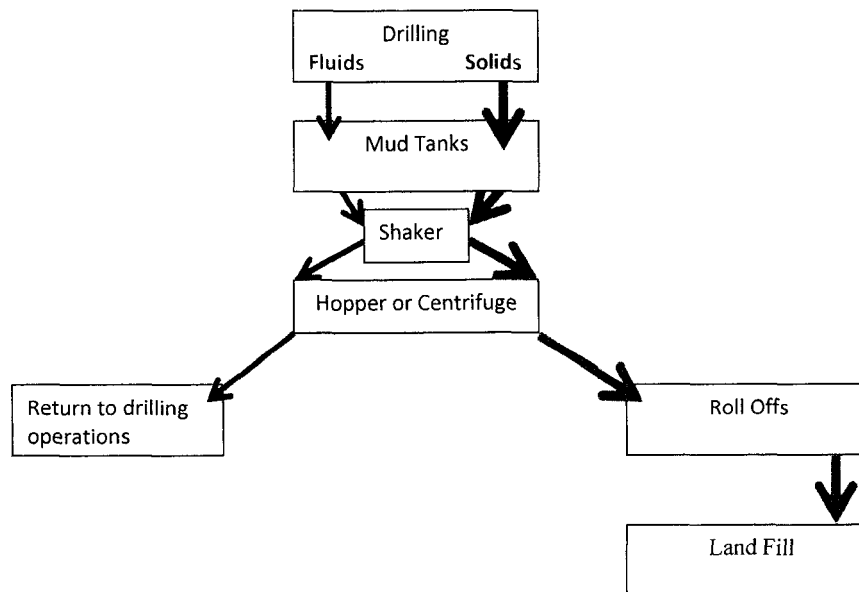 Drilling
Fluids Solids
Mud Tanks
Shaker
Hopper or Centrifuge
Return to drilling
operations
Roll Offs
Land Fill